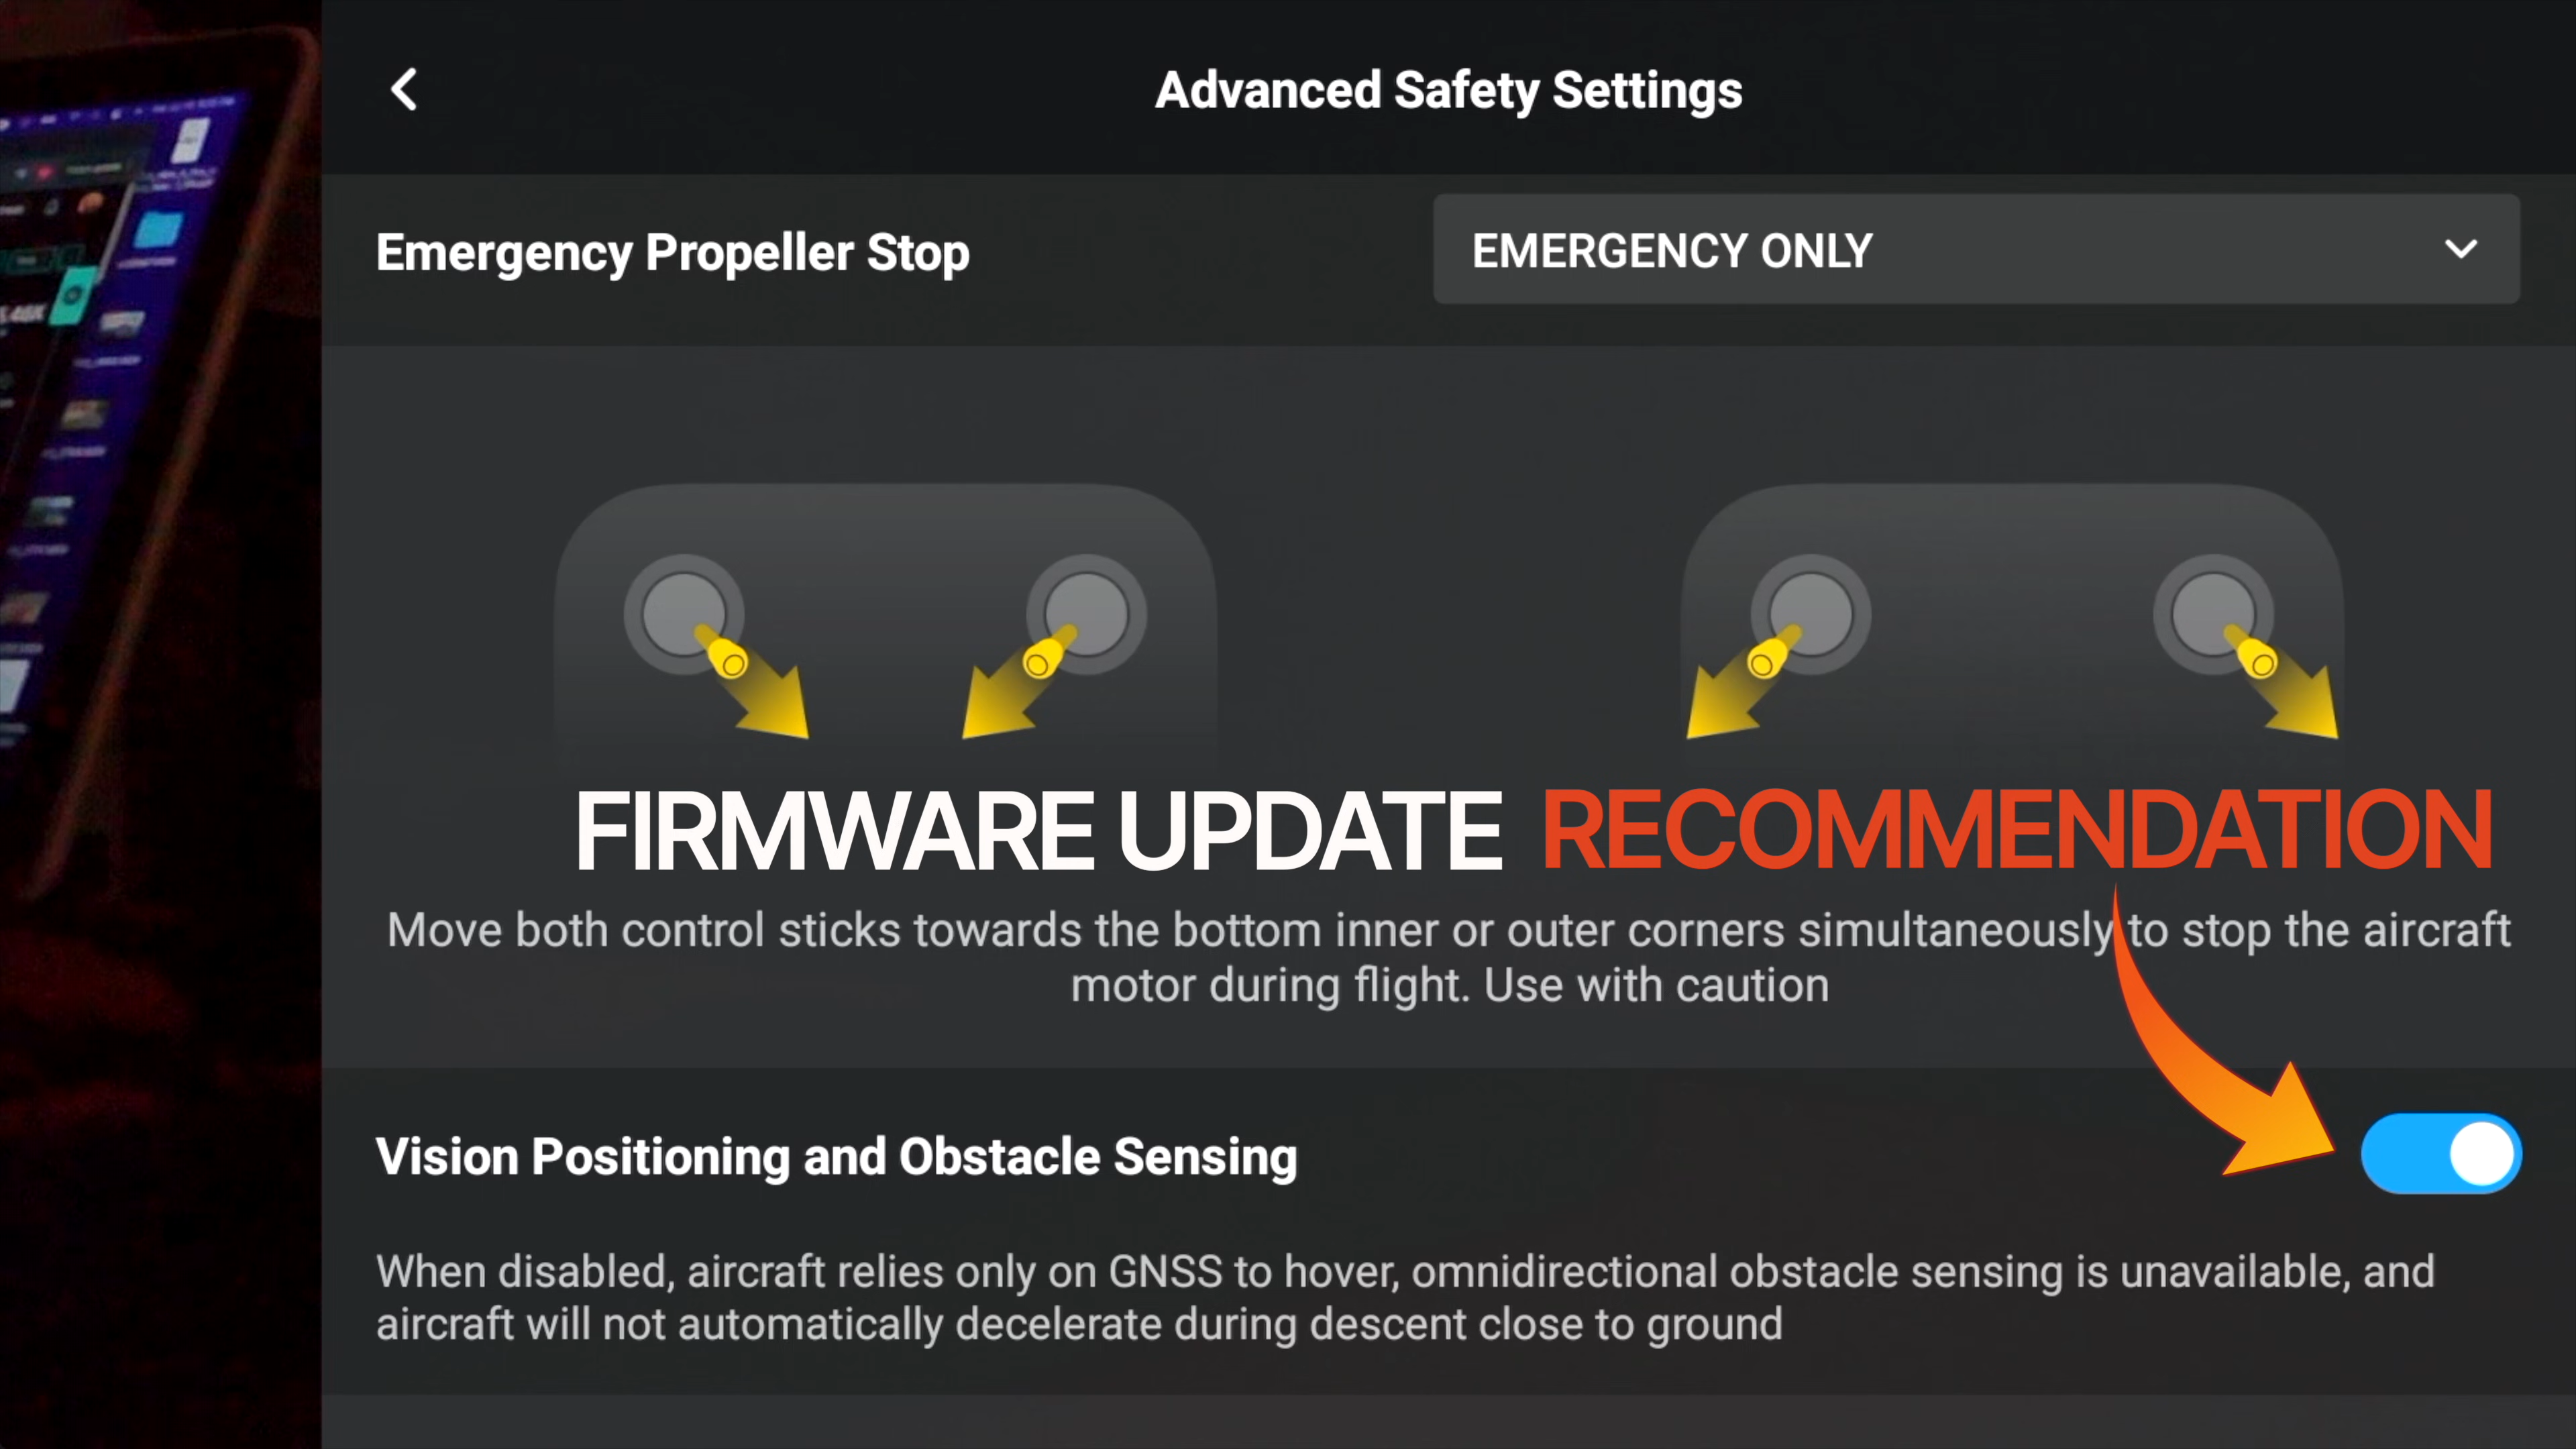 Advanced Safety Settings
Emergency Propeller Stop
EMERGENCY ONLY
FIRMWARE UPDATE RECOMMENDATION
Move both control sticks towards the bottom inner or outer corners simultaneously to stop the aircraft
motor during flight. Use with caution
Vision Positioning and Obstacle Sensing
When disabled, aircraft relies only on GNSS to hover, omnidirectional obstacle sensing is unavailable, and
aircraft will not automatically decelerate during descent close to ground